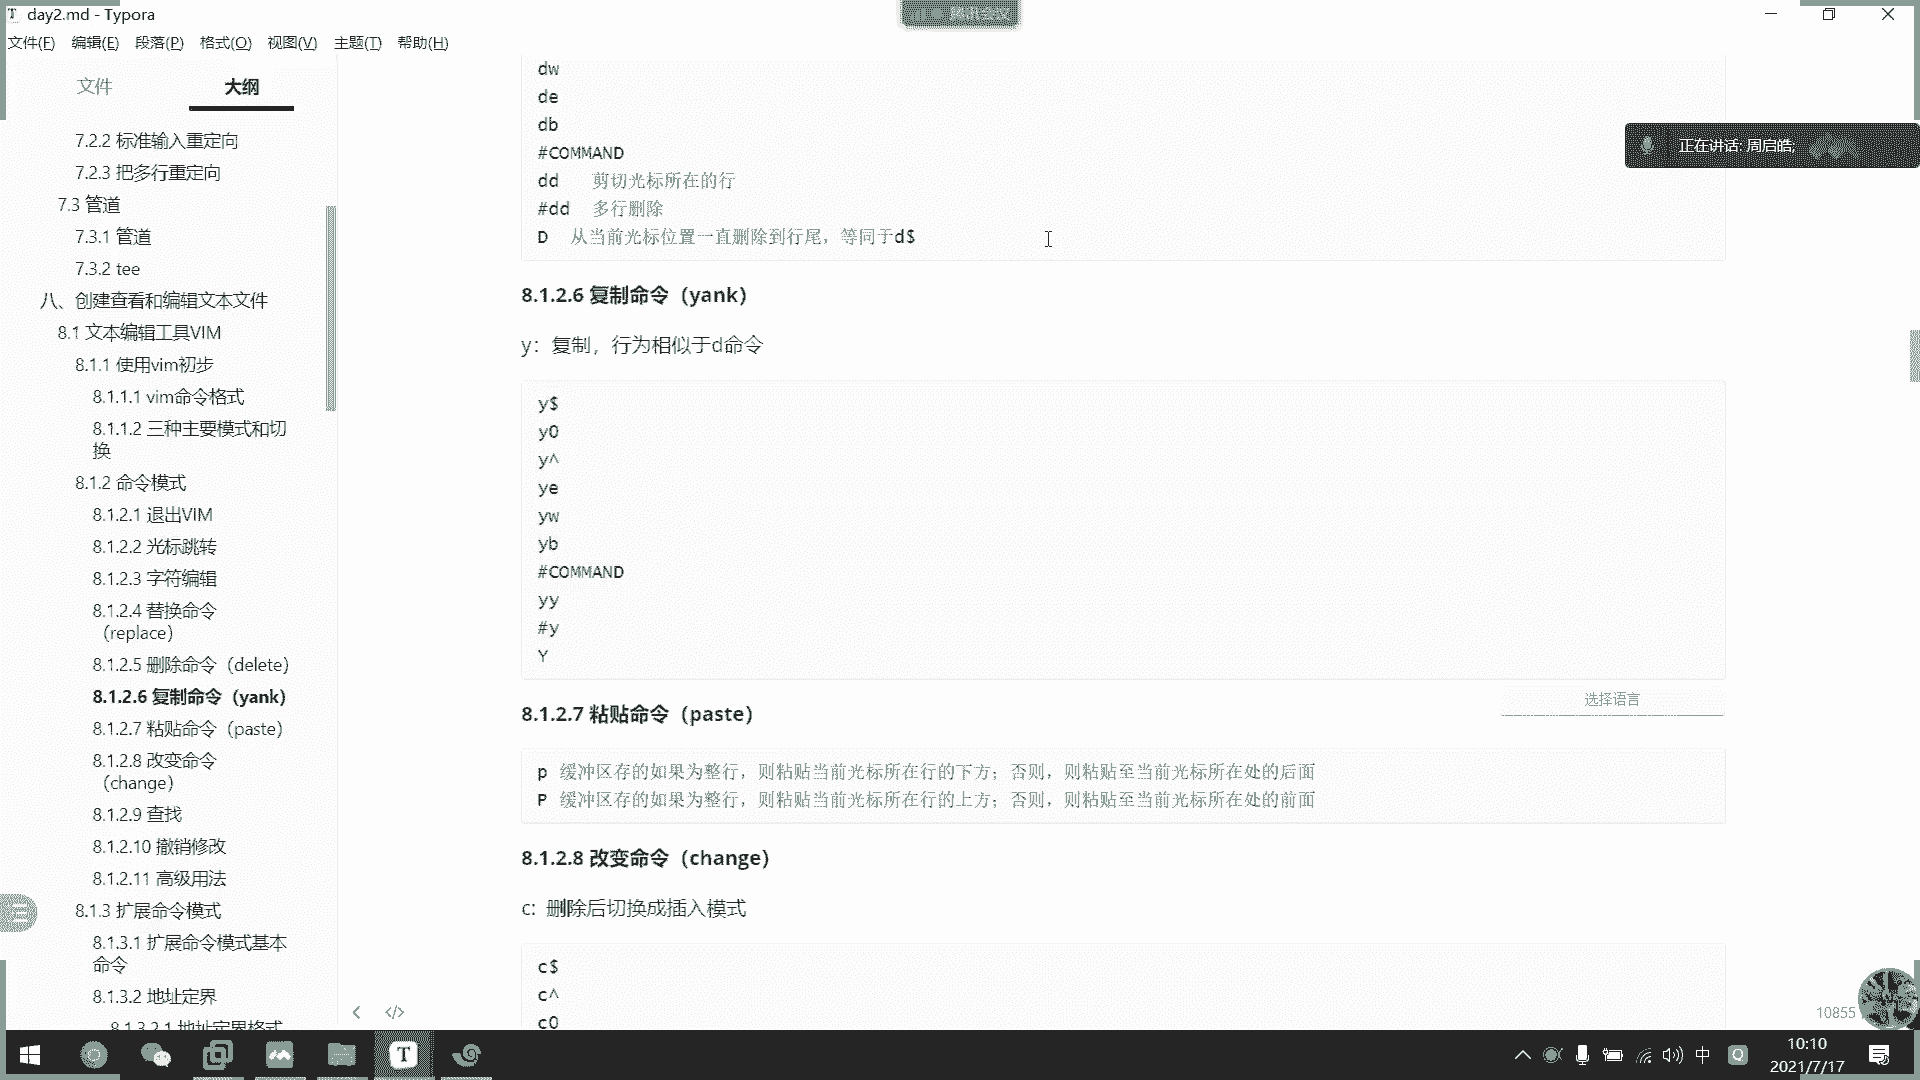 day2.md - Typora
腾讯会议
文件(F) 编辑(E) 段落(P) 格式(O) 视图(V) 主题(T) 帮助(H)
文件 大纲
7.2.2 标准输入重定向
7.2.3 把多行重定向
7.3 管道
7.3.1 管道
7.3.2 tee
八、创建查看和编辑文本文件
8.1 文本编辑工具VIM
8.1.1 使用vim初步
8.1.1.1 vim命令格式
8.1.1.2 三种主要模式和切
换
8.1.2 命令模式
8.1.2.1 退出VIM
8.1.2.2 光标跳转
8.1.2.3 字符编辑
8.1.2.4 替换命令
（replace）
8.1.2.5 删除命令（delete）
8.1.2.6 复制命令（yank）
8.1.2.7 粘贴命令（paste）
8.1.2.8 改变命令
（change）
8.1.2.9 查找
8.1.2.10 撤销修改
8.1.2.11 高级用法
8.1.3 扩展命令模式
8.1.3.1 扩展命令模式基本
命令
8.1.3.2 地址定界
8.1.3.2.1 地址定界格式
dw
de
db
#COMMAND
dd 剪切光标所在的行
#dd 多行删除
D 从当前光标位置一直删除到行尾，等同于d$
8.1.2.6 复制命令（yank）
y：复制，行为相似于d命令
y$
y0
y^
ye
yw
yb
#COMMAND
yy
#y
Y
选择语言
8.1.2.7 粘贴命令（paste）
p 缓冲区存的如果为整行，则粘贴当前光标所在行的下方；否则，则粘贴至当前光标所在处的后面
P 缓冲区存的如果为整行，则粘贴当前光标所在行的上方；否则，则粘贴至当前光标所在处的前面
8.1.2.8 改变命令（change）
c: 删除后切换成插入模式
c$
c^
c0
正在讲话: 周启皓;
10855
中
10:10
2021/7/17